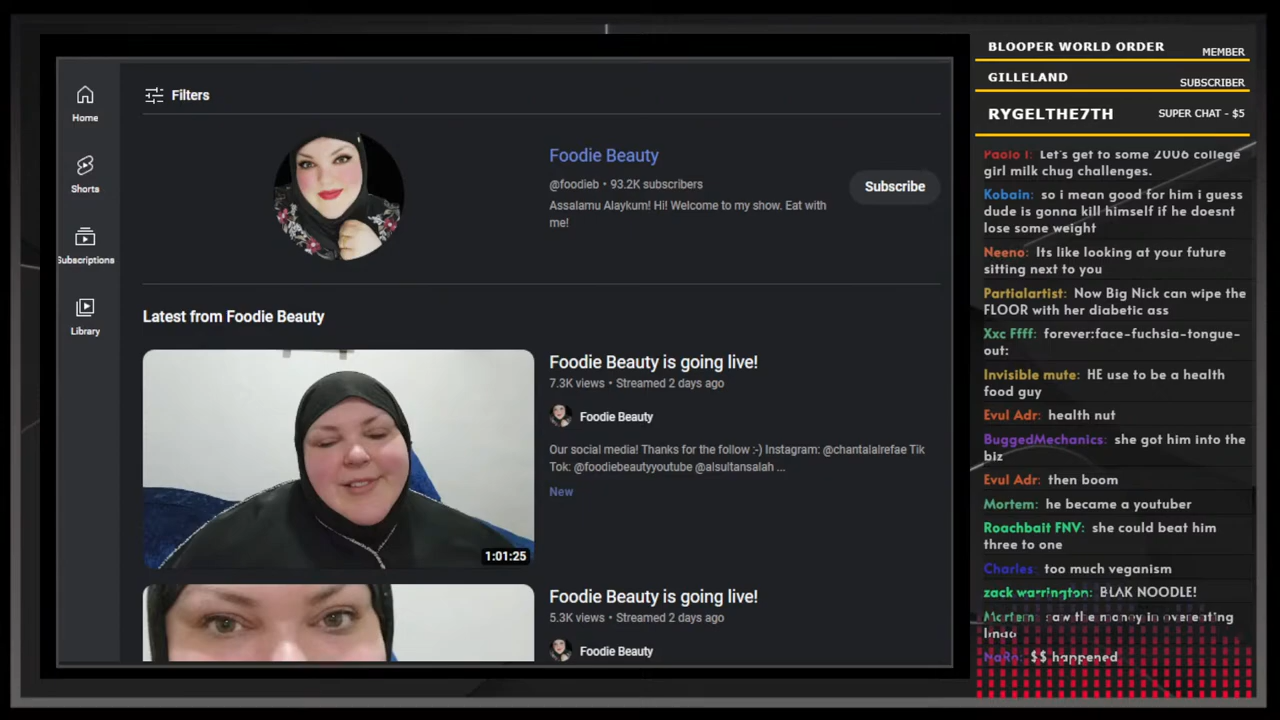 Home
Shorts
Subscriptions
Library
Filters
Foodie Beauty
@foodieb • 93.2K subscribers
Assalamu Alaykum! Hi! Welcome to my show. Eat with
me!
Subscribe
Latest from Foodie Beauty
1:01:25
Foodie Beauty is going live!
7.3K views • Streamed 2 days ago
Foodie Beauty
Our social media! Thanks for the follow :-) Instagram: @chantalalrefae Tik
Tok: @foodiebeautyyoutube @alsultansalah ...
New
Foodie Beauty is going live!
5.3K views • Streamed 2 days ago
Foodie Beauty
BLOOPER WORLD ORDER MEMBER
GILLELAND SUBSCRIBER
RYGELTHE7TH SUPER CHAT - $5
Paolo I: Let's get to some 2006 college
girl milk chug challenges.
Kobain: so i mean good for him i guess
dude is gonna kill himself if he doesnt
lose some weight
Neeno: Its like looking at your future
sitting next to you
Partialartist: Now Big Nick can wipe the
FLOOR with her diabetic ass
Xxc Ffff: forever:face-fuchsia-tongue-
out:
Invisible mute: HE use to be a health
food guy
Evul Adr: health nut
BuggedMechanics: she got him into the
biz
Evul Adr: then boom
Mortem: he became a youtuber
Roachbait FNV: she could beat him
three to one
Charles: too much veganism
zack warrington: BLAK NOODLE!
Mortem: saw the money in overeating
lmao
NaRo: $$ happened